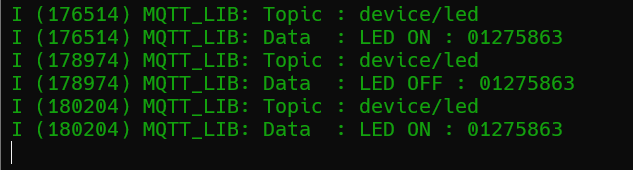 I (176514) MQTT_LIB: Topic : device/led
I (176514) MQTT_LIB: Data  : LED ON : 01275863
I (178974) MQTT_LIB: Topic : device/led
I (178974) MQTT_LIB: Data  : LED OFF : 01275863
I (180204) MQTT_LIB: Topic : device/led
I (180204) MQTT_LIB: Data  : LED ON : 01275863